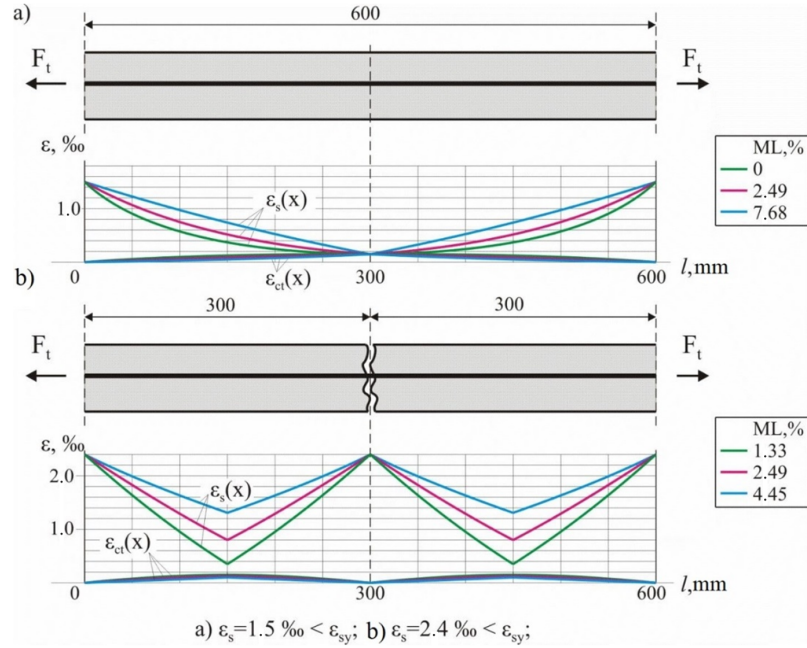 a)
600
F_t
F_t
ε, ‰
ML,%
0
2.49
7.68
1.0
ε_s(x)
ε_ct(x)
0
300
600
l,mm
b)
300
300
F_t
F_t
ε, ‰
ML,%
1.33
2.49
4.45
2.0
1.0
ε_s(x)
ε_ct(x)
0
300
600
l,mm
a) ε_s=1.5 ‰ < ε_sy; b) ε_s=2.4 ‰ < ε_sy;